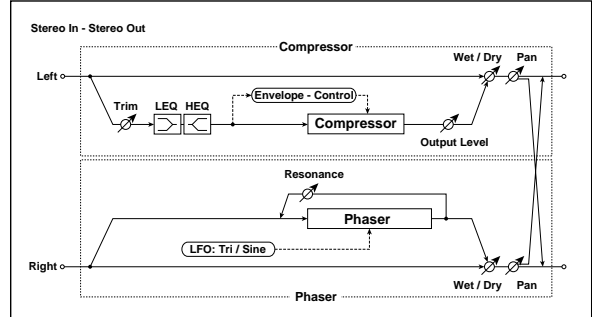 Stereo In - Stereo Out
Compressor
Wet / Dry Pan
Left
Envelope - Control
Trim LEQ HEQ
Compressor
Output Level
Resonance
Phaser
LFO: Tri / Sine
Right
Wet / Dry Pan
Phaser